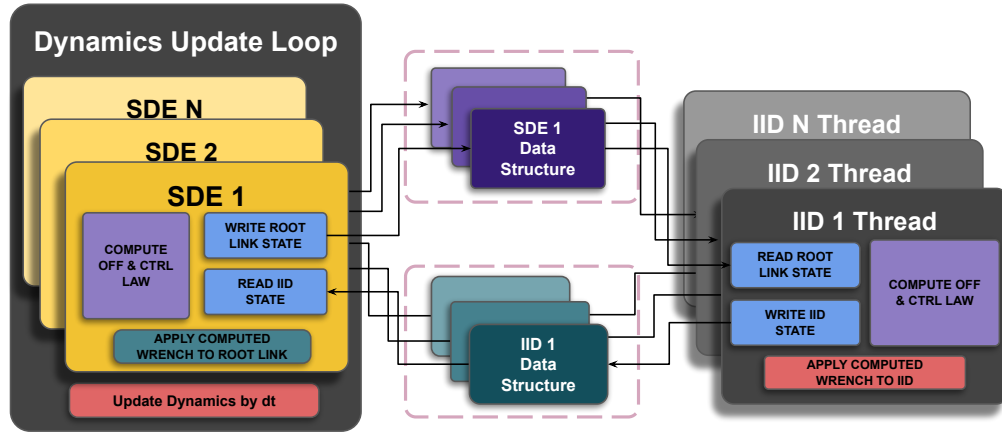 Dynamics Update Loop
SDE N
SDE 2
SDE 1
COMPUTE
OFF & CTRL
LAW
WRITE ROOT
LINK STATE
READ IID
STATE
APPLY COMPUTED
WRENCH TO ROOT LINK
Update Dynamics by dt
SDE 1
Data
Structure
IID 1
Data
Structure
IID N Thread
IID 2 Thread
IID 1 Thread
READ ROOT
LINK STATE
WRITE IID
STATE
COMPUTE OFF
& CTRL LAW
APPLY COMPUTED
WRENCH TO IID